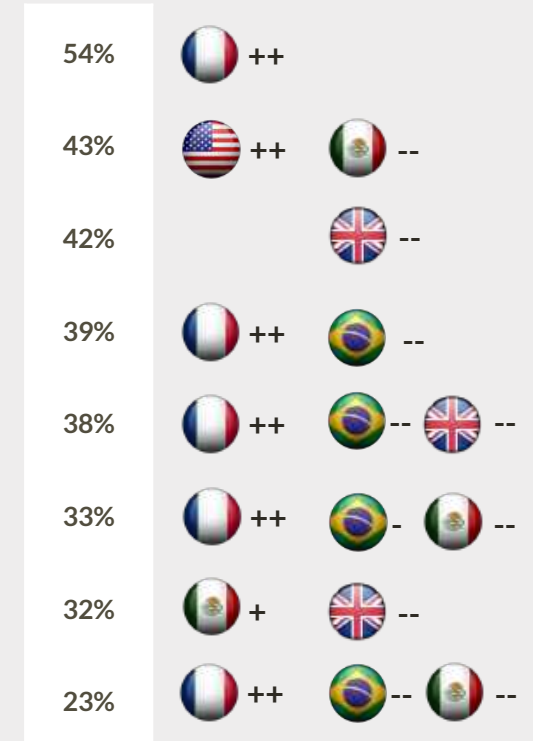 54% ++
43% ++ --
42% --
39% ++ --
38% ++ -- --
33% ++ - --
32% + --
23% ++ -- --